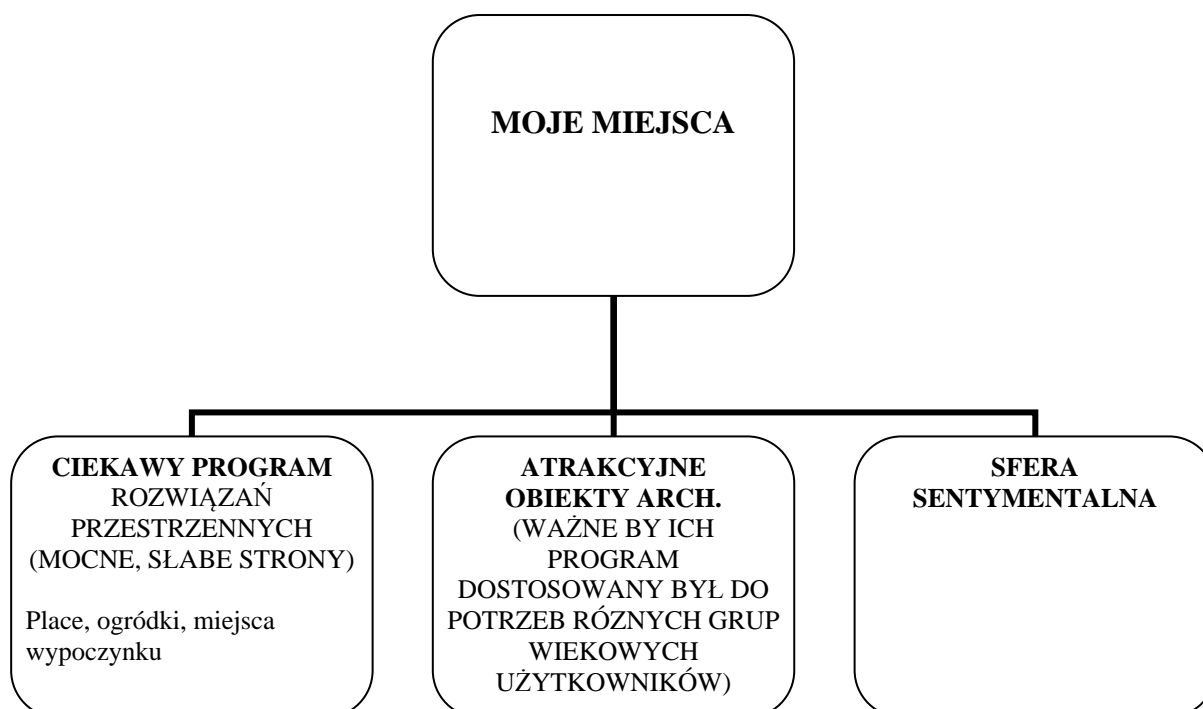 MOJE MIEJSCA
CIEKAWY PROGRAM
ROZWIĄZAŃ
PRZESTRZENNYCH
(MOCNE, SŁABE STRONY)
Place, ogródki, miejsca
wypoczynku
ATRAKCYJNE
OBIEKTY ARCH.
(WAŻNE BY ICH
PROGRAM
DOSTOSOWANY BYŁ DO
POTRZEB RÓZNYCH GRUP
WIEKOWYCH
UŻYTKOWNIKÓW)
SFERA
SENTYMENTALNA